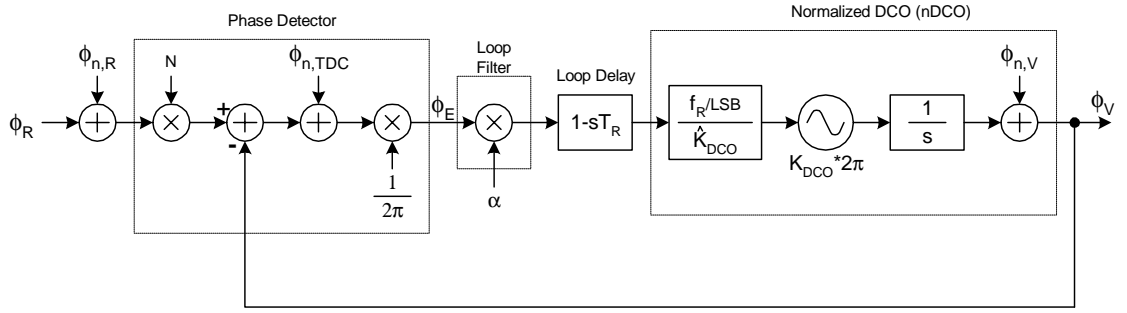 Normalized DCO (nDCO)
Phase Detector
Loop
Filter
Loop Delay
ϕn,R
N
ϕn,TDC
ϕn,V
ϕR
+
-
ϕE
1-sTR
fR/LSB
K̂DCO
KDCO*2π
1
s
ϕV
1
2π
α